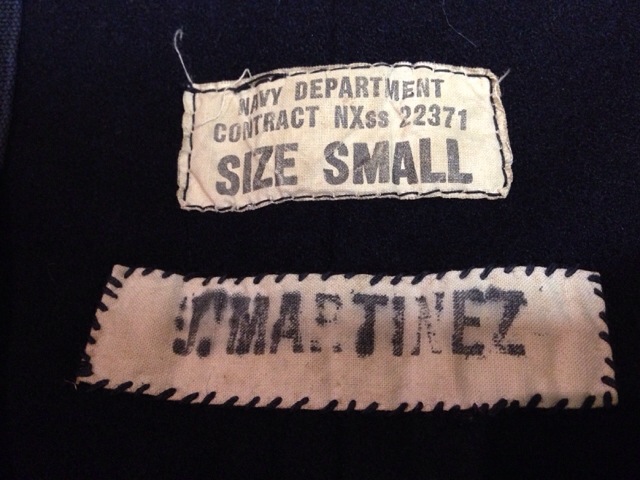 NAVY DEPARTMENT
CONTRACT NXss 22371
SIZE SMALL
MARTINEZ